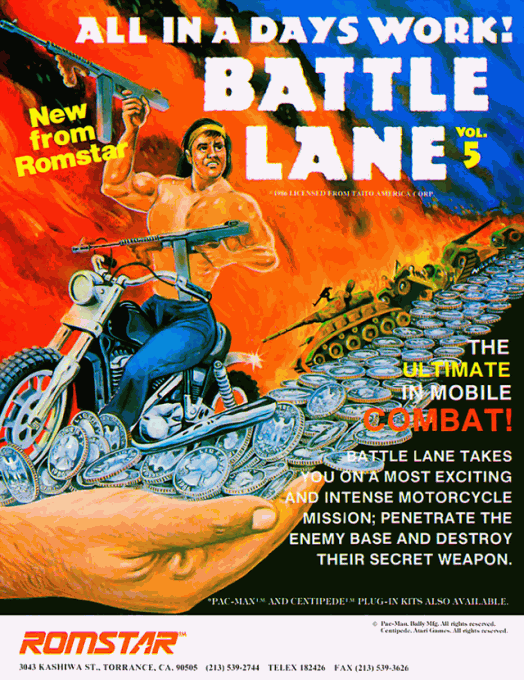 ALL IN A DAYS WORK!
BATTLE
LANE VOL. 5
New
from
Romstar
©1986 LICENSED FROM TAITO AMERICA CORP.
THE
ULTIMATE
IN MOBILE
COMBAT!
BATTLE LANE TAKES
YOU ON A MOST EXCITING
AND INTENSE MOTORCYCLE
MISSION; PENETRATE THE
ENEMY BASE AND DESTROY
THEIR SECRET WEAPON.
*PAC-MAN™ AND CENTIPEDE™ PLUG-IN KITS ALSO AVAILABLE.
© Pac-Man, Bally Mfg. All rights reserved.
Centipede, Atari Games. All rights reserved.
ROMSTAR™
3043 KASHIWA ST., TORRANCE, CA. 90505 (213) 539-2744 TELEX 182426 FAX (213) 539-3626